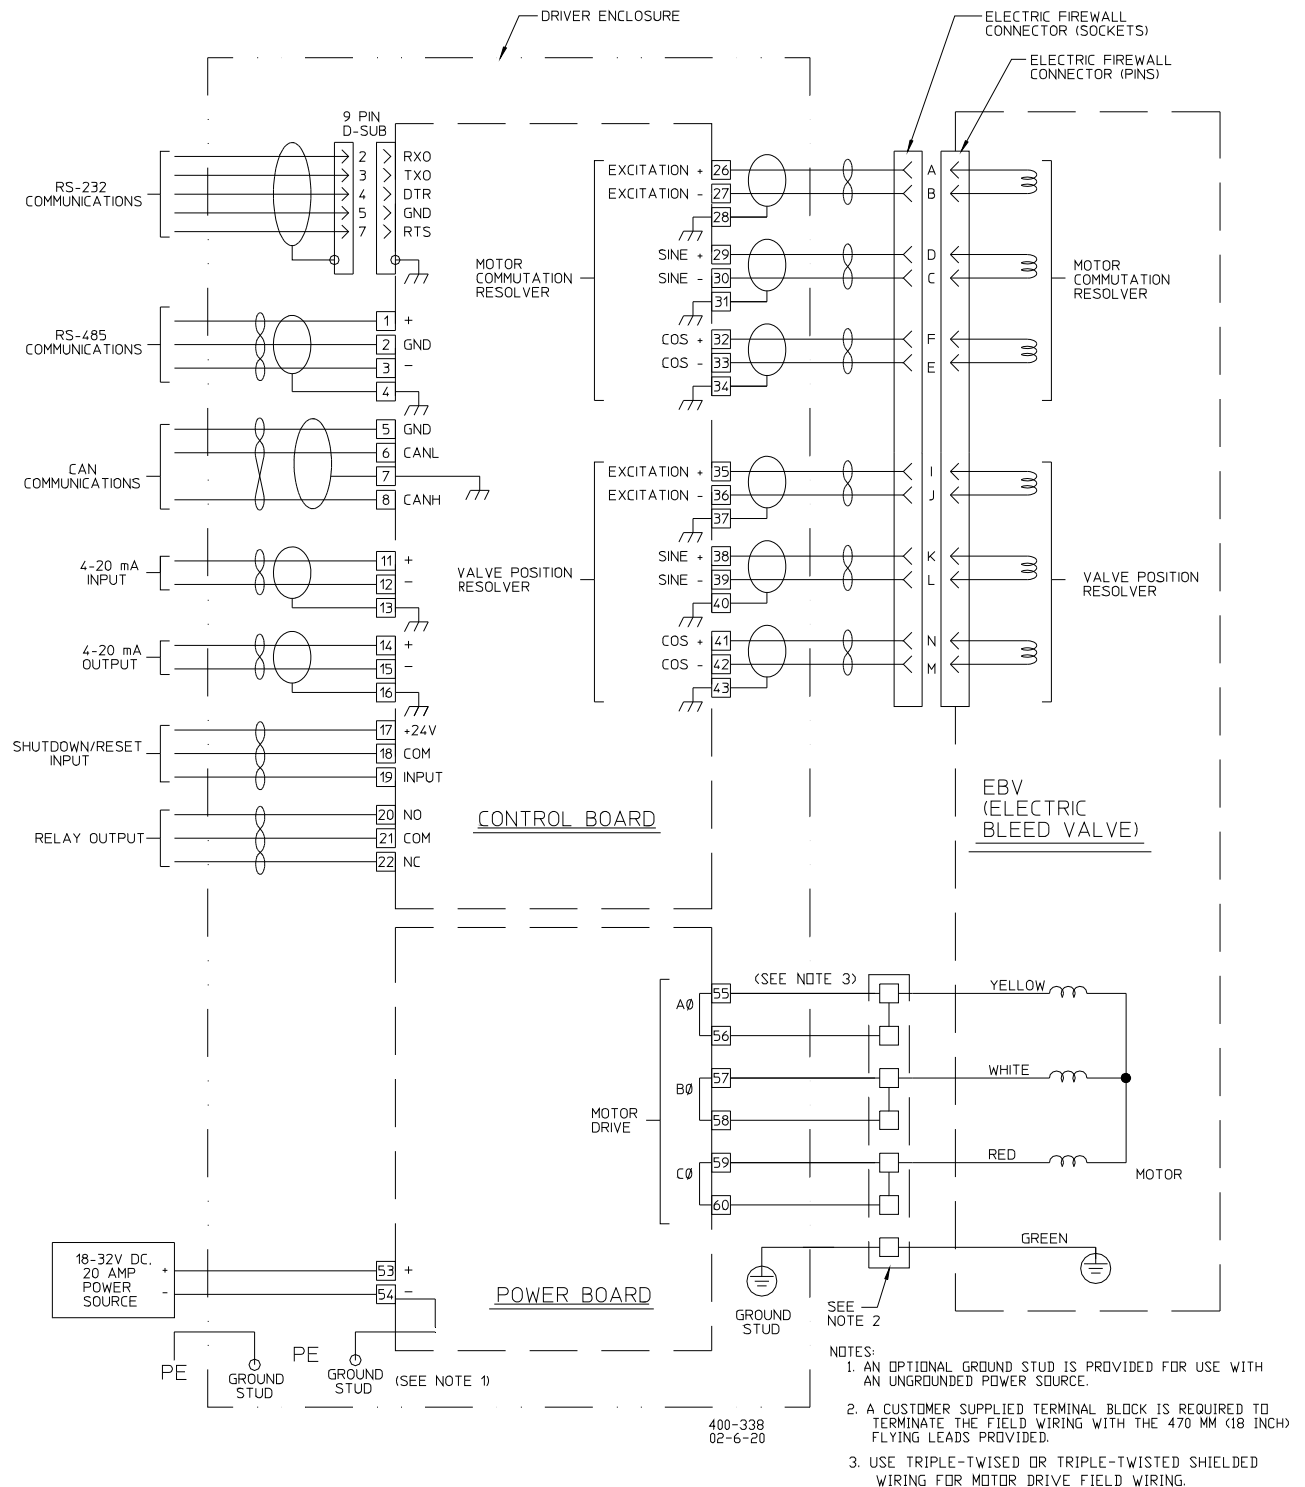 DRIVER ENCLOSURE
ELECTRIC FIREWALL
CONNECTOR (SOCKETS)
ELECTRIC FIREWALL
CONNECTOR (PINS)
9 PIN
D-SUB
RS-232
COMMUNICATIONS
2 RXO
3 TXO
4 DTR
5 GND
7 RTS
RS-485
COMMUNICATIONS
1 +
2 GND
3 -
4
CAN
COMMUNICATIONS
5 GND
6 CANL
7
8 CANH
4-20 mA
INPUT
11 +
12 -
13
4-20 mA
OUTPUT
14 +
15 -
16
SHUTDOWN/RESET
INPUT
17 +24V
18 COM
19 INPUT
RELAY OUTPUT
20 NO
21 COM
22 NC
MOTOR
COMMUTATION
RESOLVER
EXCITATION + 26 A
EXCITATION - 27 B
28
SINE + 29 D
SINE - 30 C
31
COS + 32 F
COS - 33 E
34
MOTOR
COMMUTATION
RESOLVER
VALVE POSITION
RESOLVER
EXCITATION + 35 I
EXCITATION - 36 J
37
SINE + 38 K
SINE - 39 L
40
COS + 41 N
COS - 42 M
43
VALVE POSITION
RESOLVER
CONTROL BOARD
EBV
(ELECTRIC
BLEED VALVE)
MOTOR
DRIVE
AØ
BØ
CØ
55
56
57
58
59
60
(SEE NOTE 3)
YELLOW
WHITE
RED
MOTOR
GREEN
GROUND
STUD
SEE
NOTE 2
18-32V DC,
20 AMP +
POWER
SOURCE -
53 +
54 -
POWER BOARD
PE
GROUND
STUD
PE
GROUND
STUD
(SEE NOTE 1)
400-338
02-6-20
NOTES:
1. AN OPTIONAL GROUND STUD IS PROVIDED FOR USE WITH
AN UNGROUNDED POWER SOURCE.
2. A CUSTOMER SUPPLIED TERMINAL BLOCK IS REQUIRED TO
TERMINATE THE FIELD WIRING WITH THE 470 MM (18 INCH)
FLYING LEADS PROVIDED.
3. USE TRIPLE-TWISED OR TRIPLE-TWISTED SHIELDED
WIRING FOR MOTOR DRIVE FIELD WIRING.